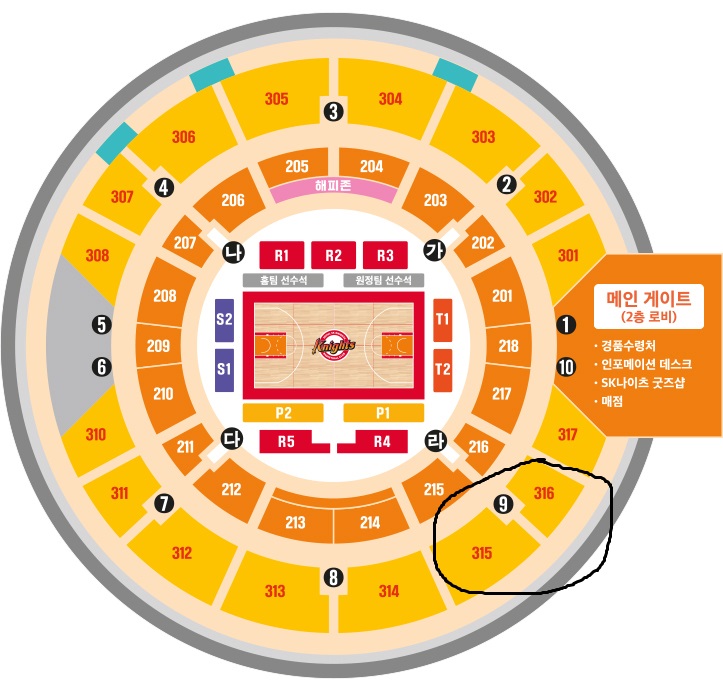 305
304
3
306
303
307
4
205
204
2
302
해피존
206
203
308
207
나
가
202
301
R1
R2
R3
홈팀 선수석
원정팀 선수석
208
201
메인 게이트
(2층 로비)
5
S2
T1
1
209
Knights
218
· 경품수령처
6
S1
T2
10
· 인포메이션 데스크
210
217
· SK나이츠 굿즈샵
· 매점
P2
P1
310
211
다
R5
R4
라
216
317
311
7
212
215
9
316
213
214
312
315
8
313
314